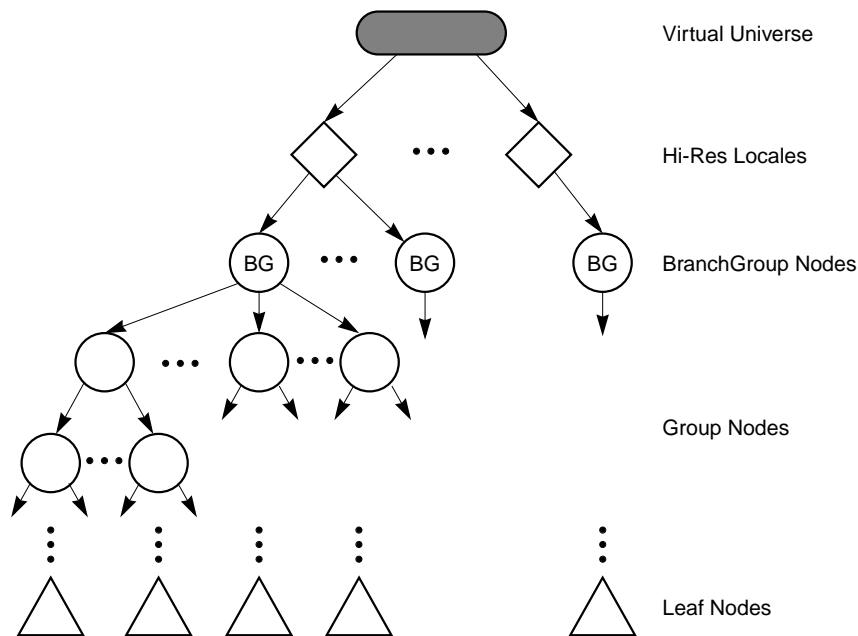 Virtual Universe
Hi-Res Locales
BG
BG
BG
BranchGroup Nodes
Group Nodes
Leaf Nodes